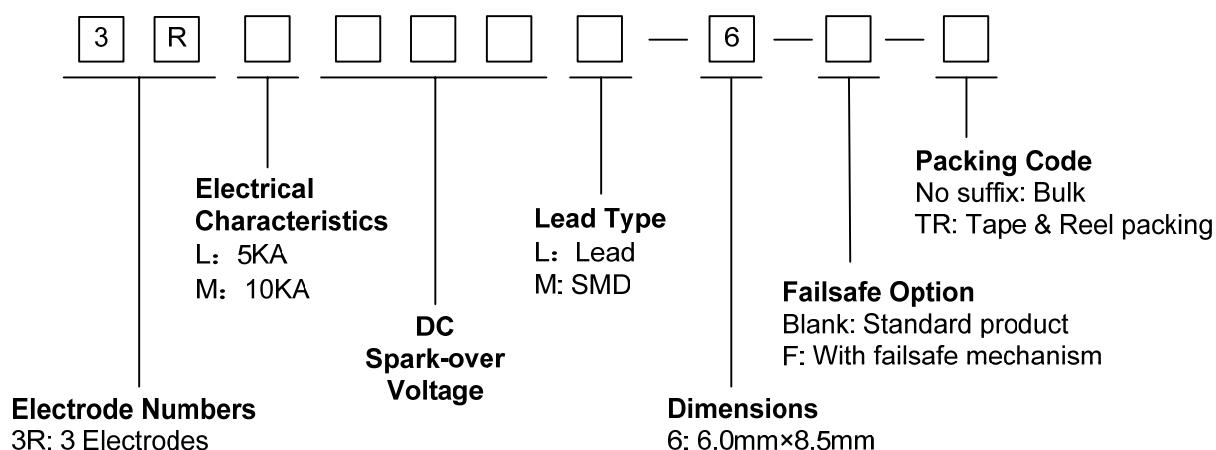 3 R — 6 — —
Electrical
Characteristics
L：5KA
M：10KA
DC
Spark-over
Voltage
Lead Type
L：Lead
M: SMD
Packing Code
No suffix: Bulk
TR: Tape & Reel packing
Failsafe Option
Blank: Standard product
F: With failsafe mechanism
Electrode Numbers
3R: 3 Electrodes
Dimensions
6: 6.0mm×8.5mm